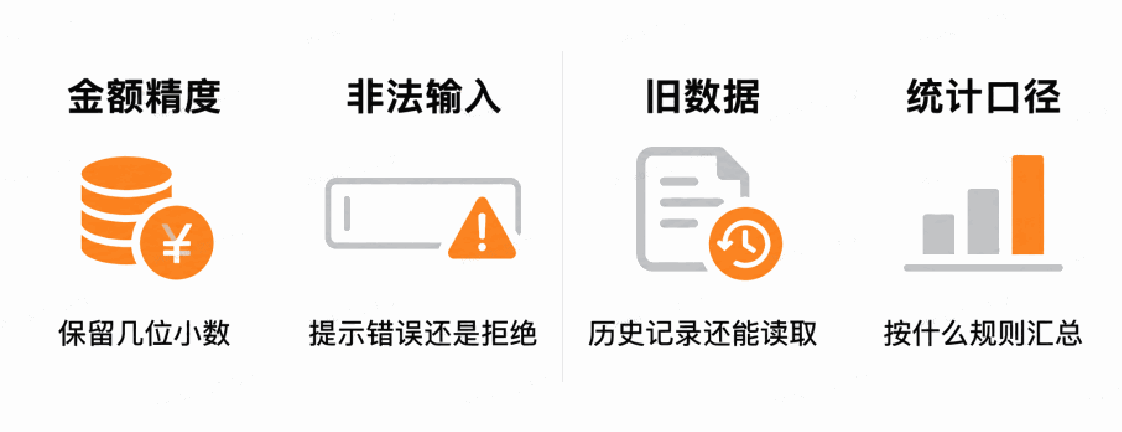 金额精度
非法输入
旧数据
统计口径
¥
保留几位小数
提示错误还是拒绝
历史记录还能读取
按什么规则汇总